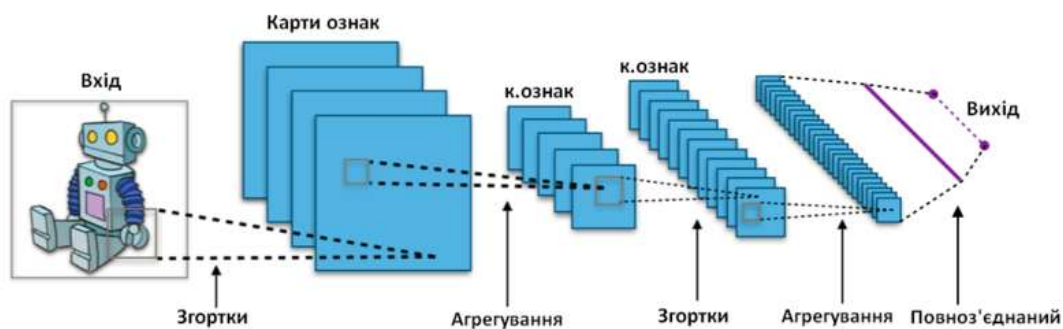 Карти ознак
Вхід
к.ознак
к.ознак
Вихід
Згортки
Агрегування
Згортки
Агрегування
Повноз'єднаний